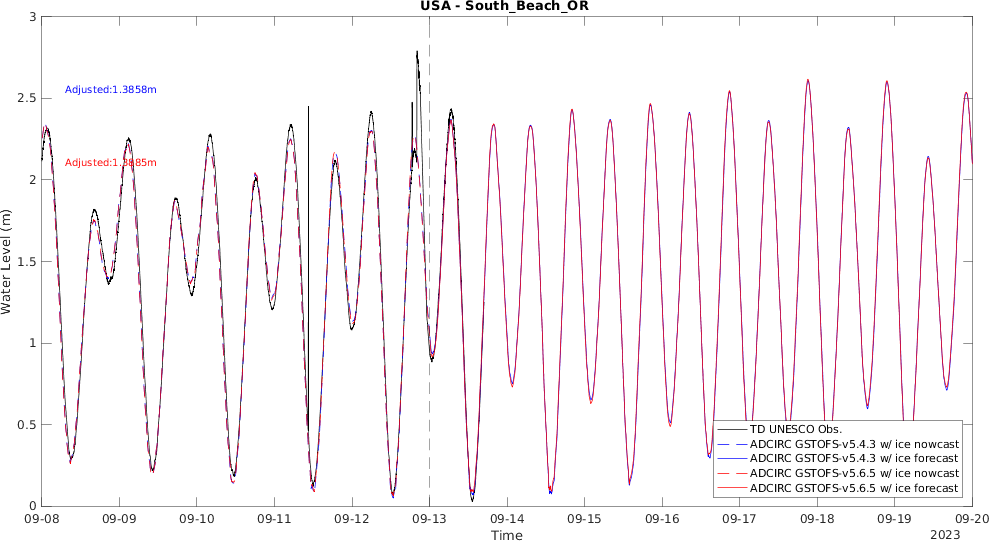 USA - South_Beach_OR
3
2.5
2
1.5
1
0.5
0
Water Level (m)
Adjusted:1.3858m
Adjusted:1.3885m
TD UNESCO Obs.
ADCIRC GSTOFS-v5.4.3 w/ ice nowcast
ADCIRC GSTOFS-v5.4.3 w/ ice forecast
ADCIRC GSTOFS-v5.6.5 w/ ice nowcast
ADCIRC GSTOFS-v5.6.5 w/ ice forecast
09-08 09-09 09-10 09-11 09-12 09-13 09-14 09-15 09-16 09-17 09-18 09-19 09-20
Time 2023